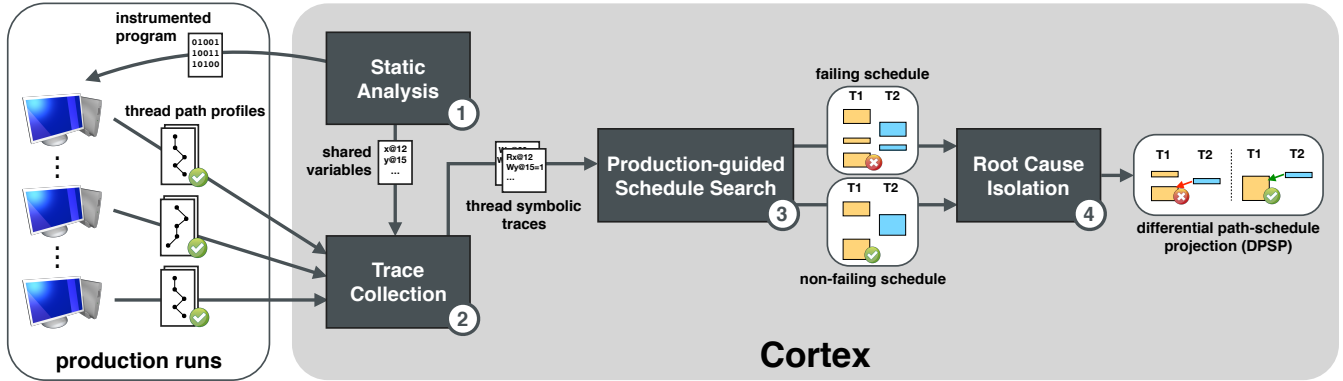 instrumented
program
01001
10011
10100
thread path profiles
production runs
Static
Analysis
1
shared
variables
x@12
y@15
...
Trace
Collection
2
Rx@12
Wy@15=1
...
thread symbolic
traces
Production-guided
Schedule Search
3
failing schedule
T1 T2
T1 T2
non-failing schedule
Root Cause
Isolation
4
T1 T2 T1 T2
differential path-schedule
projection (DPSP)
Cortex